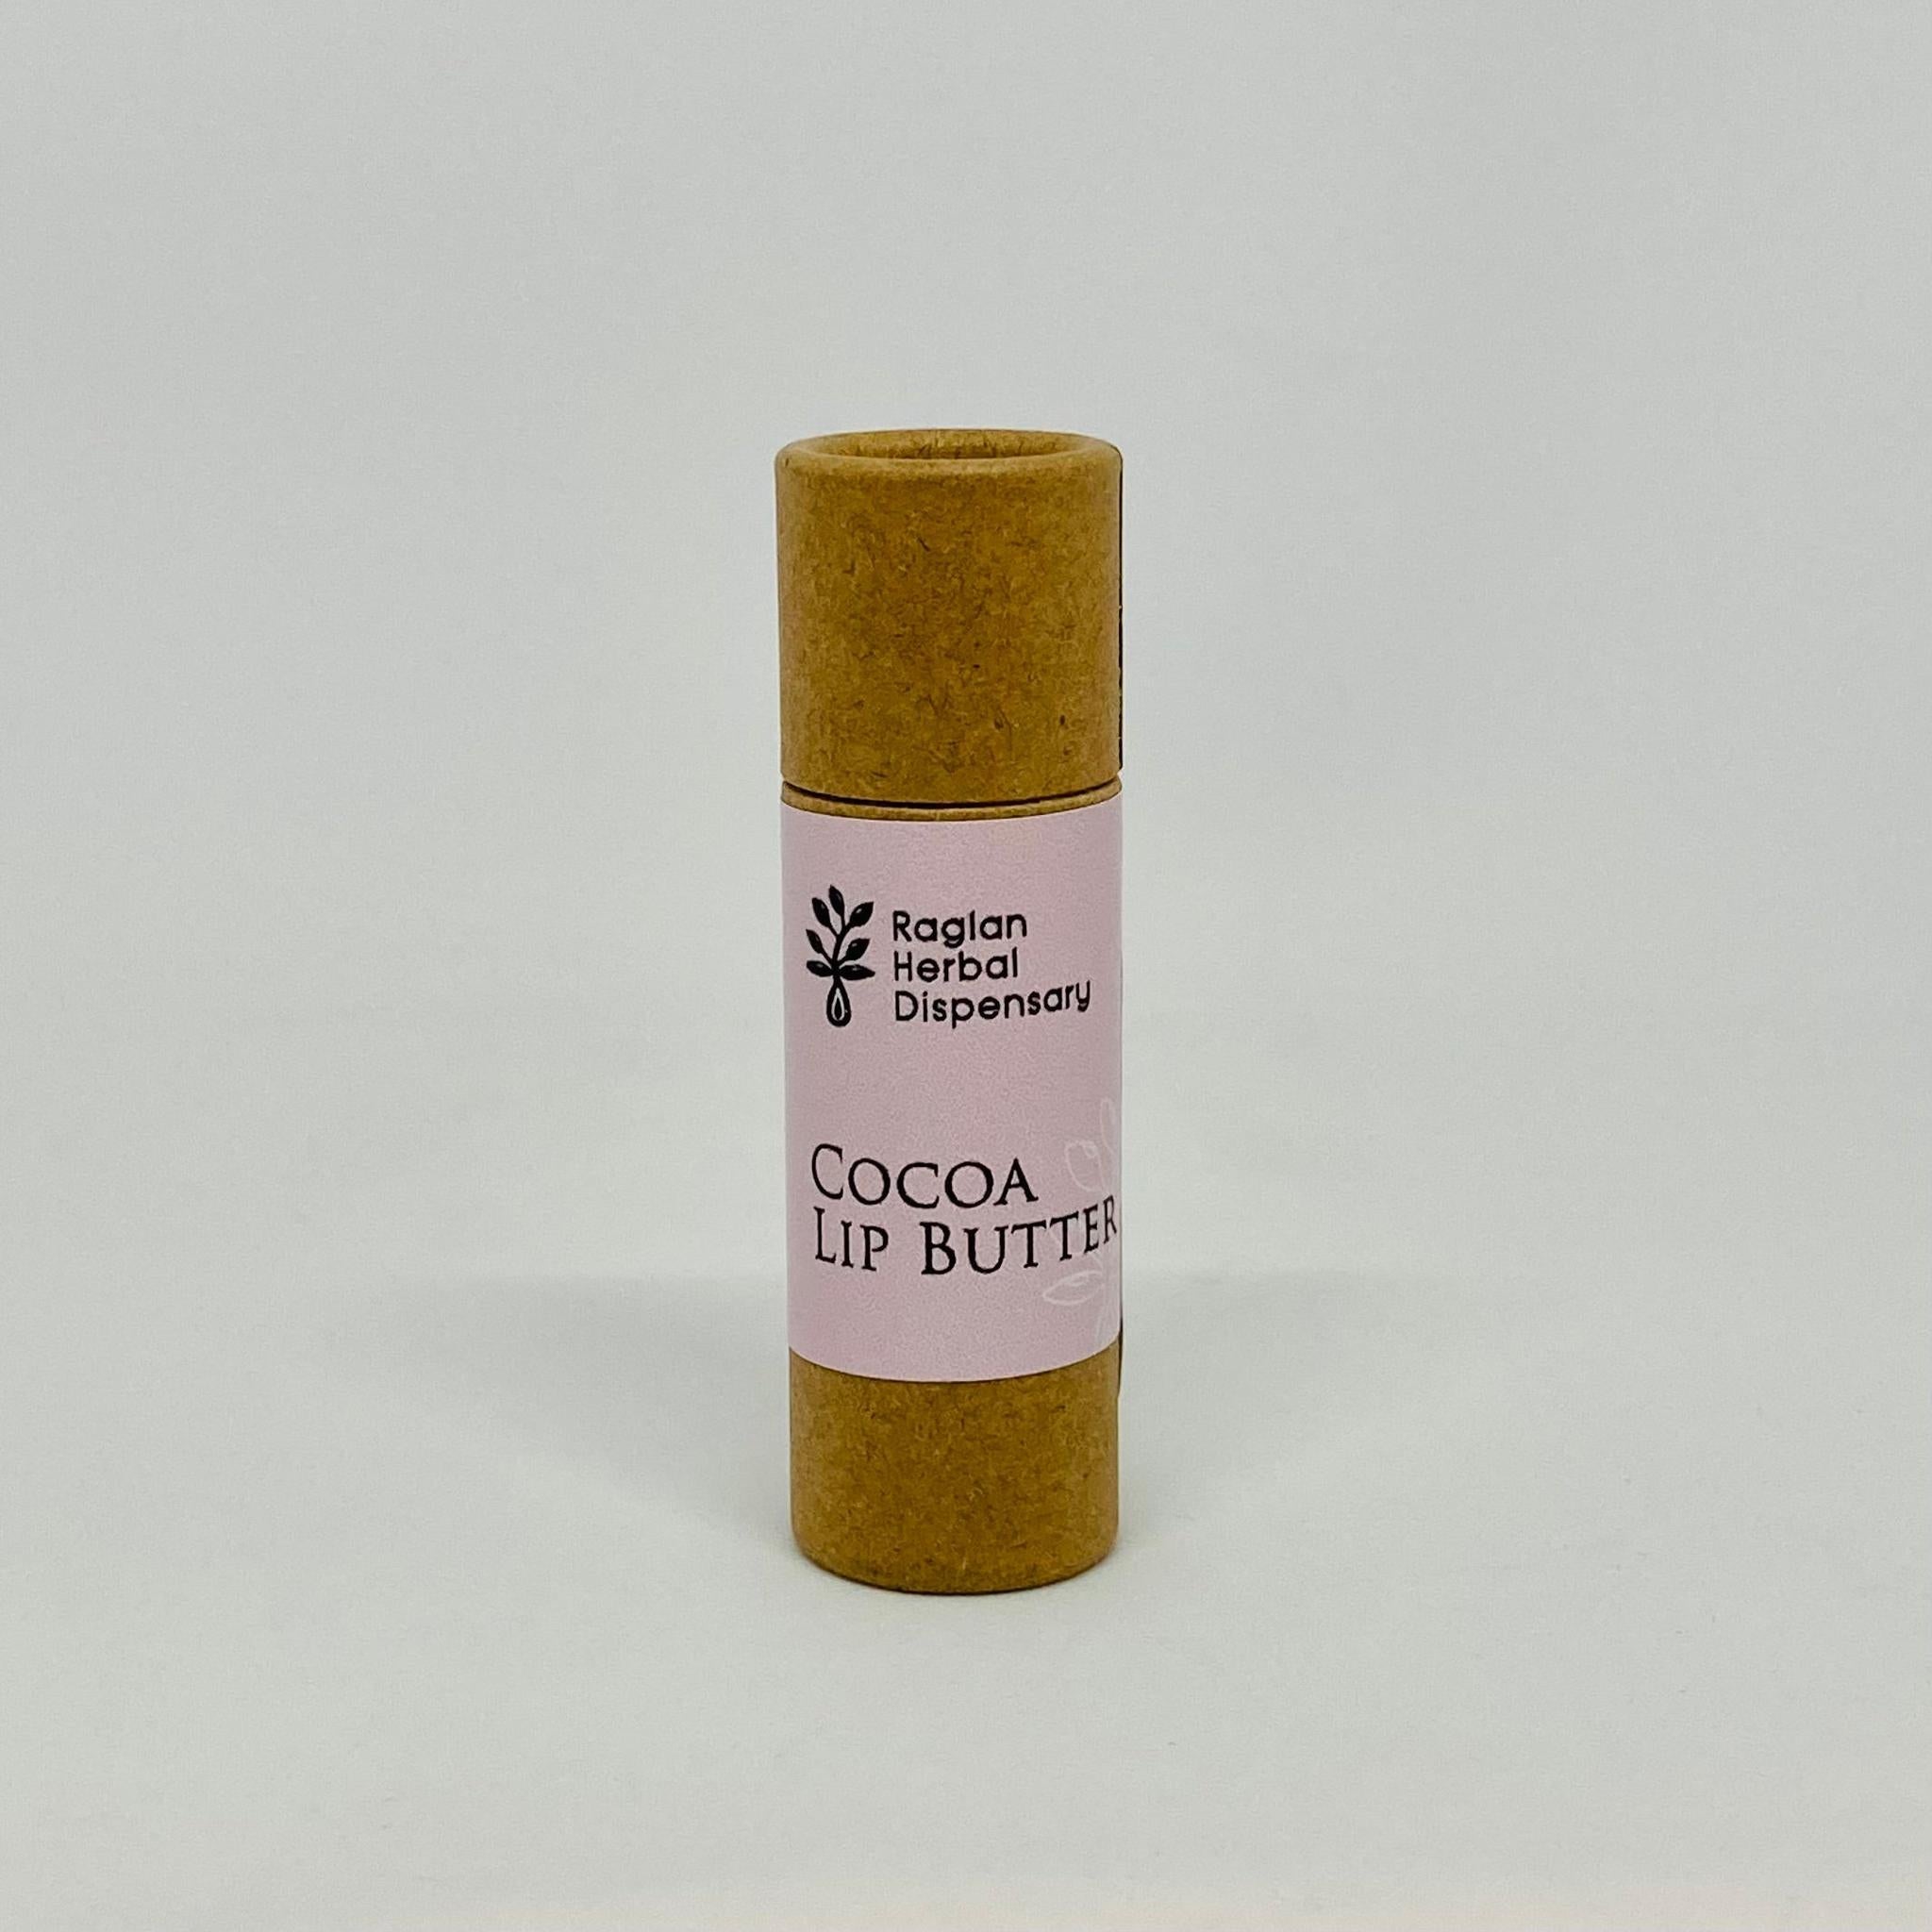 Raglan
Herbal
Dispensary
Cocoa
Lip Butter